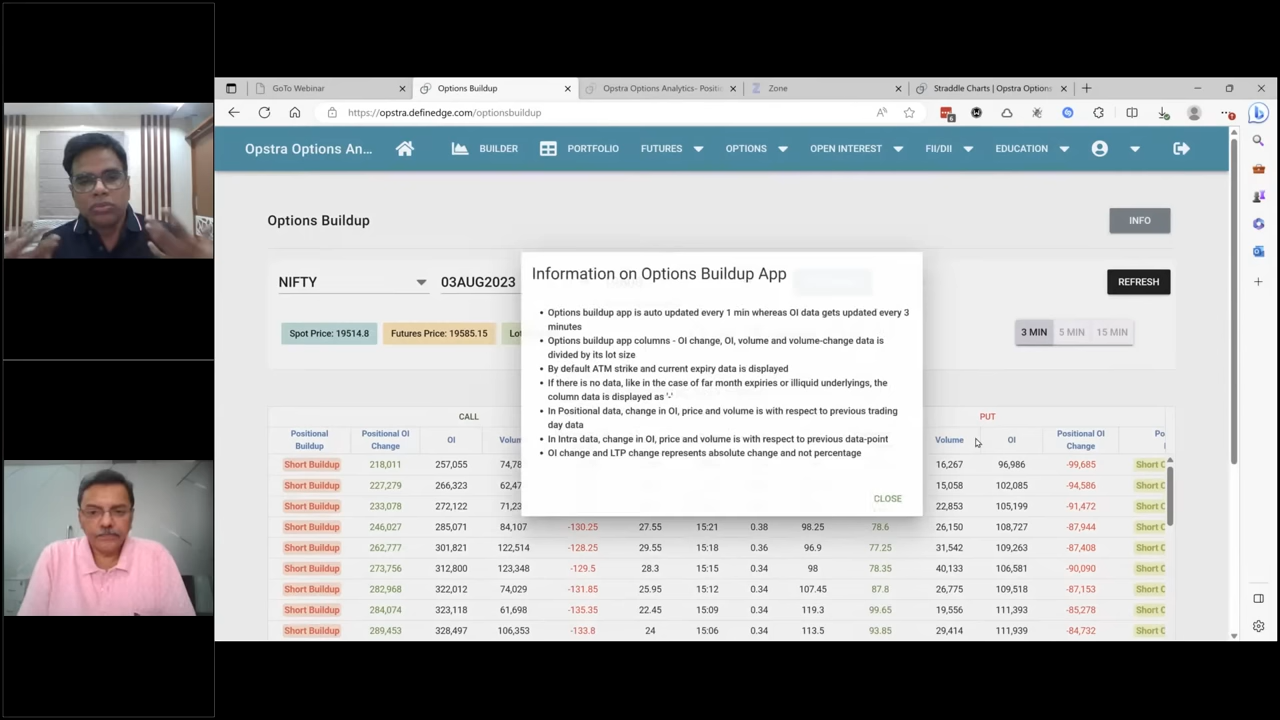 GoTo Webinar
Options Buildup
Opstra Options Analytics- Positi
Zone
Straddle Charts | Opstra Options
https://opstra.definedge.com/optionsbuildup
Opstra Options An...
BUILDER
PORTFOLIO
FUTURES
OPTIONS
OPEN INTEREST
FII/DII
EDUCATION
Options Buildup
INFO
NIFTY
03AUG2023
REFRESH
Spot Price: 19514.8
Futures Price: 19585.15
3 MIN
5 MIN
15 MIN
Information on Options Buildup App
• Options buildup app is auto updated every 1 min whereas OI data gets updated every 3
minutes
• Options buildup app columns - OI change, OI, volume and volume-change data is
divided by its lot size
• By default ATM strike and current expiry data is displayed
• If there is no data, like in the case of far month expiries or illiquid underlyings, the
column data is displayed as '-'
• In Positional data, change in OI, price and volume is with respect to previous trading
day data
• In Intra data, change in OI, price and volume is with respect to previous data-point
• OI change and LTP change represents absolute change and not percentage
CLOSE
CALL PUT
Positional Buildup Positional OI Change OI Volume OI Positional OI Change
Short Buildup 218,011 257,055 16,267 96,986 -99,685
Short Buildup 227,279 266,323 15,058 102,085 -94,586
Short Buildup 233,078 272,122 22,853 105,199 -91,472
Short Buildup 246,027 285,071 84,107 -130.25 27.55 15:21 0.38 98.25 78.6 26,150 108,727 -87,944
Short Buildup 262,777 301,821 122,514 -128.25 29.55 15:18 0.36 96.9 77.25 31,542 109,263 -87,408
Short Buildup 273,756 312,800 123,348 -129.5 28.3 15:15 0.34 98 78.35 40,133 106,581 -90,090
Short Buildup 282,968 322,012 74,029 -131.85 25.95 15:12 0.34 107.45 87.8 26,775 109,518 -87,153
Short Buildup 284,074 323,118 61,698 -135.35 22.45 15:09 0.34 119.3 99.65 19,556 111,393 -85,278
Short Buildup 289,453 328,497 106,353 -133.8 24 15:06 0.34 113.5 93.85 29,414 111,939 -84,732